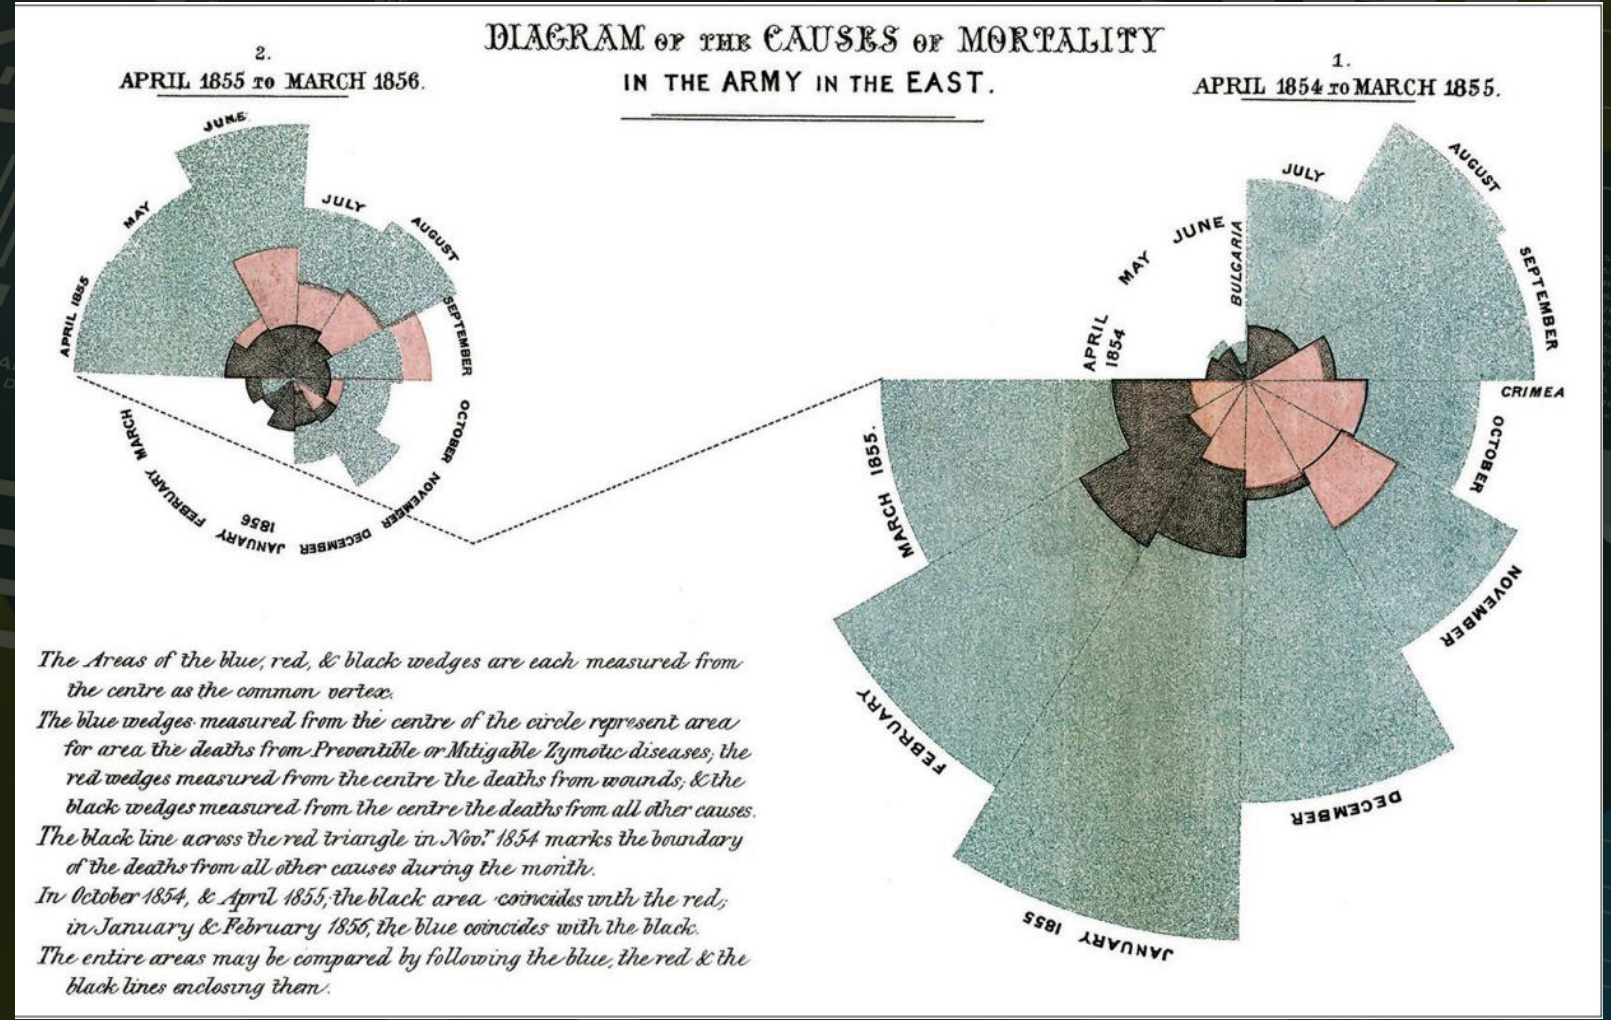 DIAGRAM OF THE CAUSES OF MORTALITY
IN THE ARMY IN THE EAST.
2.
APRIL 1855 TO MARCH 1856.
1.
APRIL 1854 TO MARCH 1855.
APRIL 1855
MAY
JUNE
JULY
AUGUST
SEPTEMBER
OCTOBER
NOVEMBER
DECEMBER
JANUARY
1856
FEBRUARY
MARCH
APRIL
1854
MAY
JUNE
BULGARIA
JULY
AUGUST
SEPTEMBER
CRIMEA
OCTOBER
NOVEMBER
DECEMBER
JANUARY 1855
FEBRUARY
MARCH 1855.
The Areas of the blue, red, & black wedges are each measured from
the centre as the common vertex.
The blue wedges measured from the centre of the circle represent area
for area the deaths from Preventible or Mitigable Zymotic diseases; the
red wedges measured from the centre the deaths from wounds; & the
black wedges measured from the centre the deaths from all other causes.
The black line across the red triangle in Novr. 1854 marks the boundary
of the deaths from all other causes during the month.
In October 1854, & April 1855, the black area coincides with the red;
in January & February 1856, the blue coincides with the black.
The entire areas may be compared by following the blue, the red & the
black lines enclosing them.